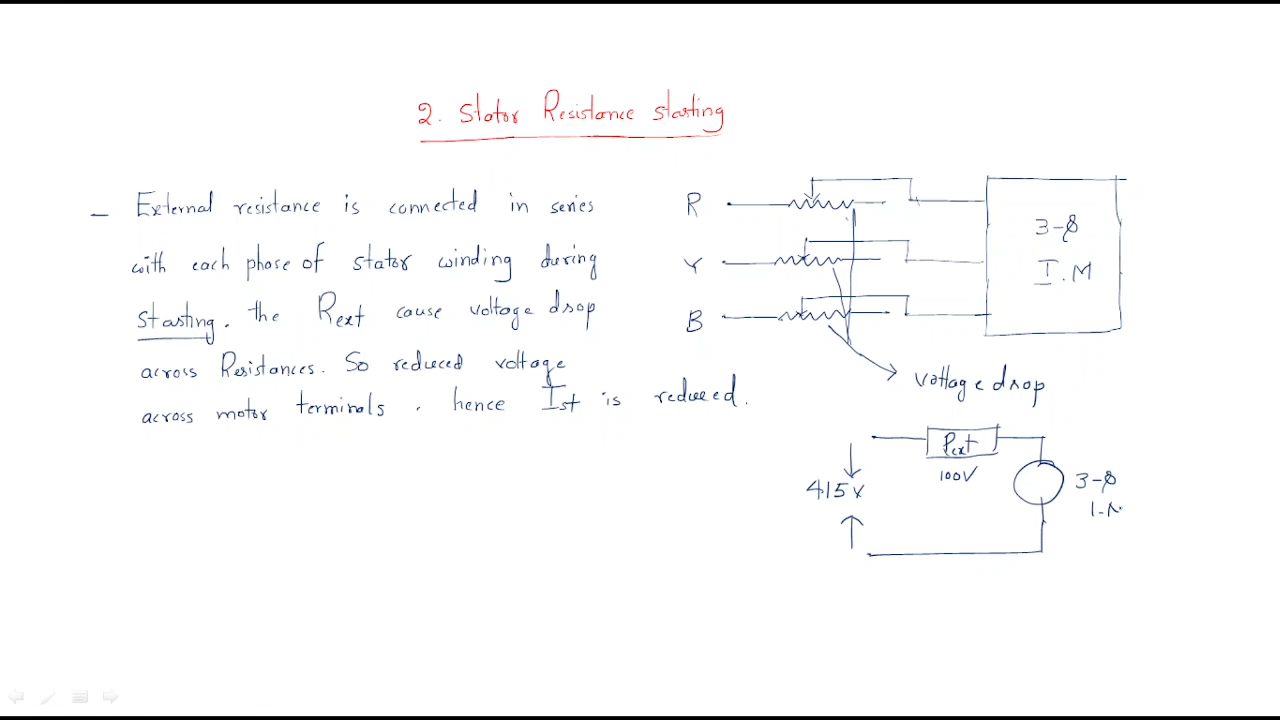 2. Stator Resistance starting
- External resistance is connected in series
with each phase of stator winding during
starting. the Rext cause voltage drop
across Resistances. So reduced voltage
across motor terminals. hence Ist is reduced.
R
Y
B
3-φ
I.M
voltage drop
Rext
100V
415V
3-φ